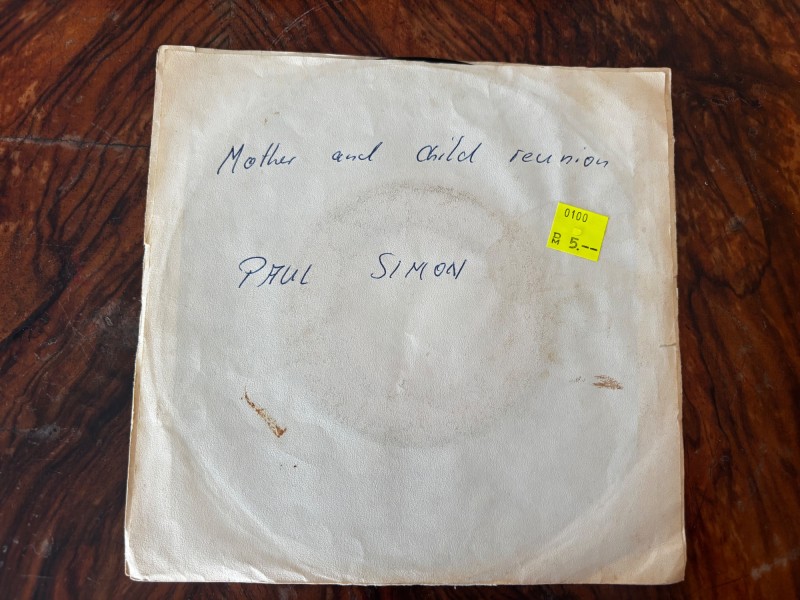 Mother and child reunion
0100
DM 5.--
PAUL SIMON